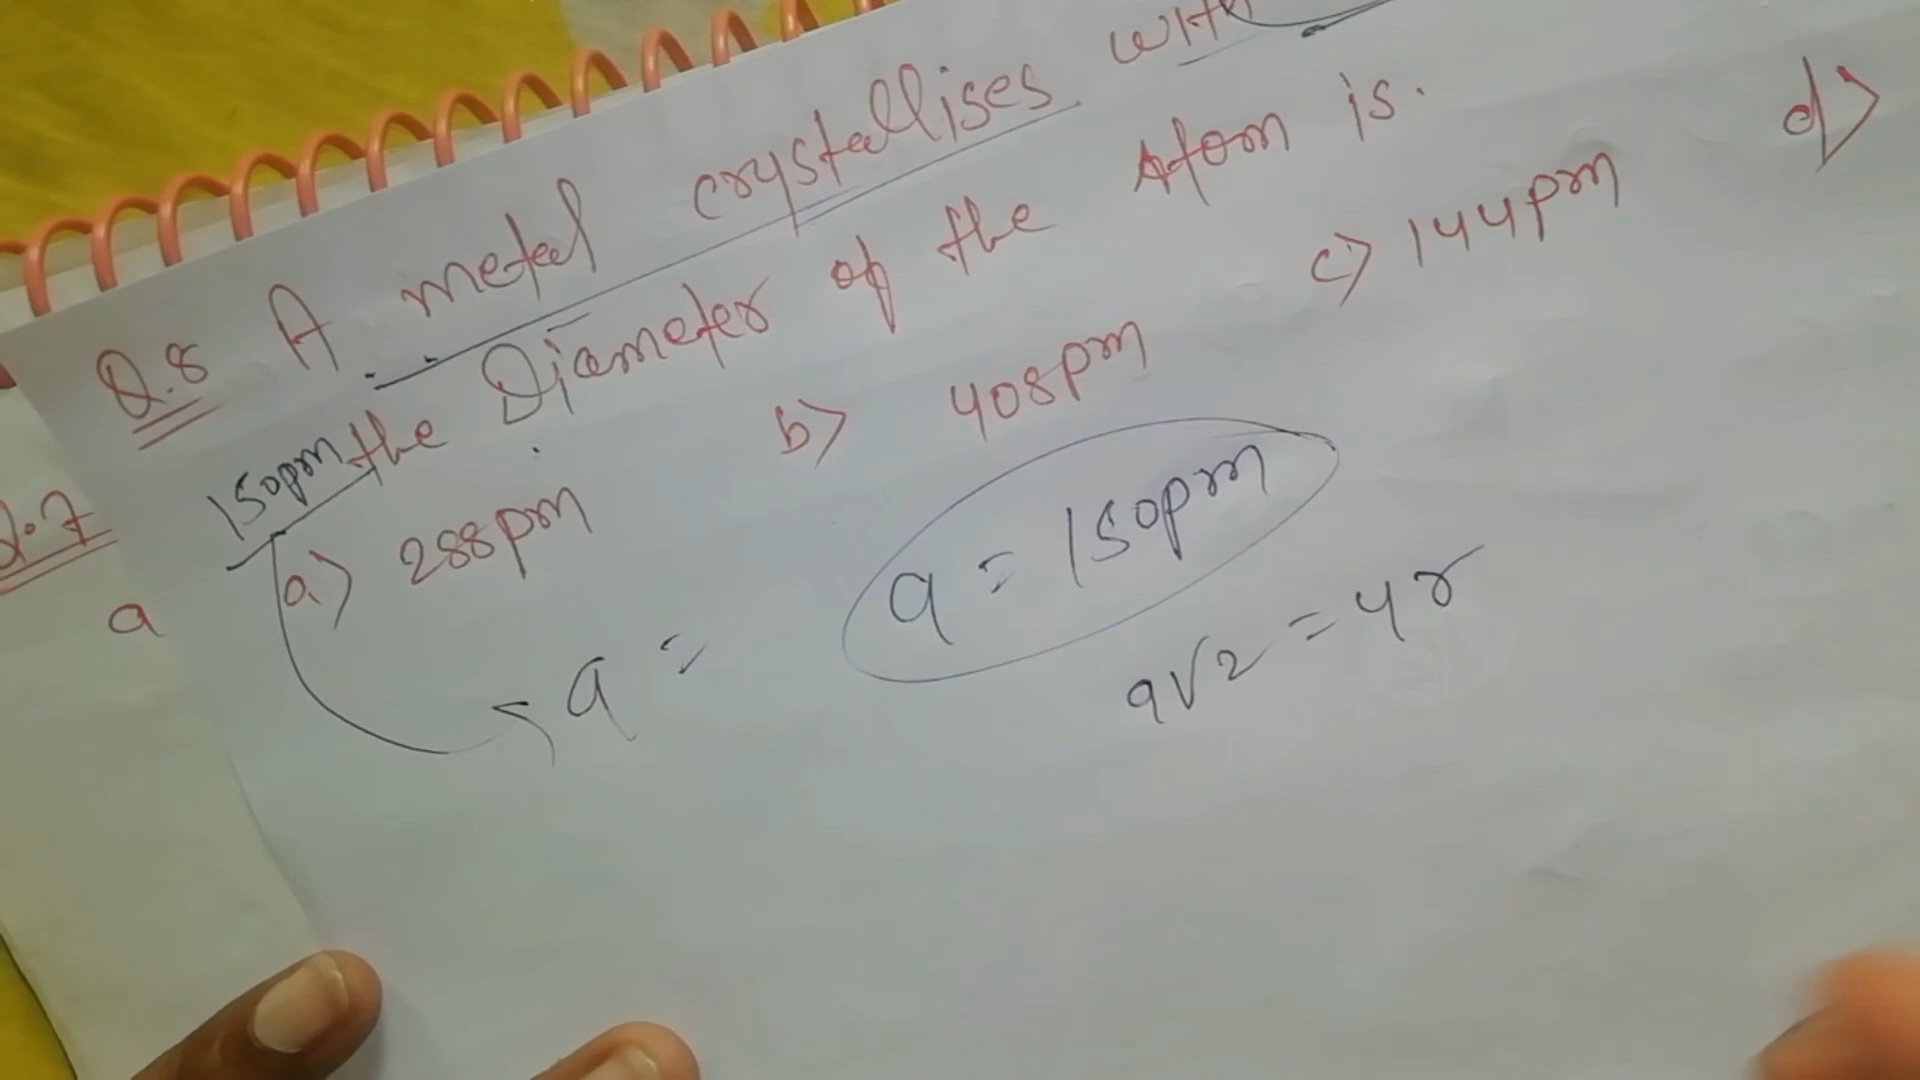 Q.8 A metal crystallises with
150pm the Diameter of the Atom is.
a) 288pm b) 408pm c) 144pm d)
Q.7
a
a = a = 150pm
a√2 = 4r